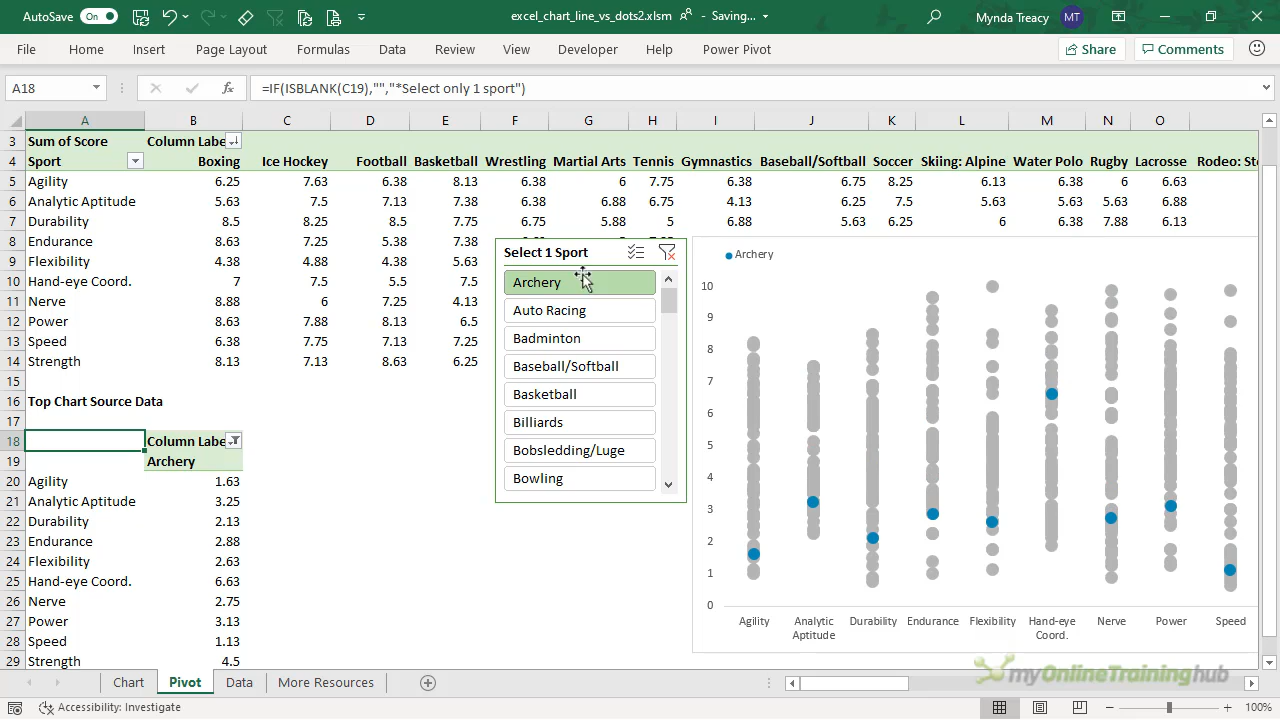 AutoSave On excel_chart_line_vs_dots2.xlsm - Saving... Mynda Treacy MT
File Home Insert Page Layout Formulas Data Review View Developer Help Power Pivot Share Comments
A18 fx =IF(ISBLANK(C19),"","*Select only 1 sport")
A B C D E F G H I J K L M N O
3 Sum of Score Column Labe
4 Sport Boxing Ice Hockey Football Basketball Wrestling Martial Arts Tennis Gymnastics Baseball/Softball Soccer Skiing: Alpine Water Polo Rugby Lacrosse Rodeo: Ste
5 Agility 6.25 7.63 6.38 8.13 6.38 6 7.75 6.38 6.75 8.25 6.13 6.38 6 6.63
6 Analytic Aptitude 5.63 7.5 7.13 7.38 6.38 6.88 6.75 4.13 6.25 7.5 5.63 5.63 5.63 6.88
7 Durability 8.5 8.25 8.5 7.75 6.75 5.88 5 6.88 5.63 6.25 6 6.38 7.88 6.13
8 Endurance 8.63 7.25 5.38 7.38
9 Flexibility 4.38 4.88 4.38 5.63
10 Hand-eye Coord. 7 7.5 5.5 7.5
11 Nerve 8.88 6 7.25 4.13
12 Power 8.63 7.88 8.13 6.5
13 Speed 6.38 7.75 7.13 7.25
14 Strength 8.13 7.13 8.63 6.25
15
16 Top Chart Source Data
17
18 Column Labe
19 Archery
20 Agility 1.63
21 Analytic Aptitude 3.25
22 Durability 2.13
23 Endurance 2.88
24 Flexibility 2.63
25 Hand-eye Coord. 6.63
26 Nerve 2.75
27 Power 3.13
28 Speed 1.13
29 Strength 4.5
Select 1 Sport
Archery
Auto Racing
Badminton
Baseball/Softball
Basketball
Billiards
Bobsledding/Luge
Bowling
Archery
10
9
8
7
6
5
4
3
2
1
0
Agility Analytic Aptitude Durability Endurance Flexibility Hand-eye Coord. Nerve Power Speed
myOnlineTraininghub
Chart Pivot Data More Resources
Accessibility: Investigate 100%